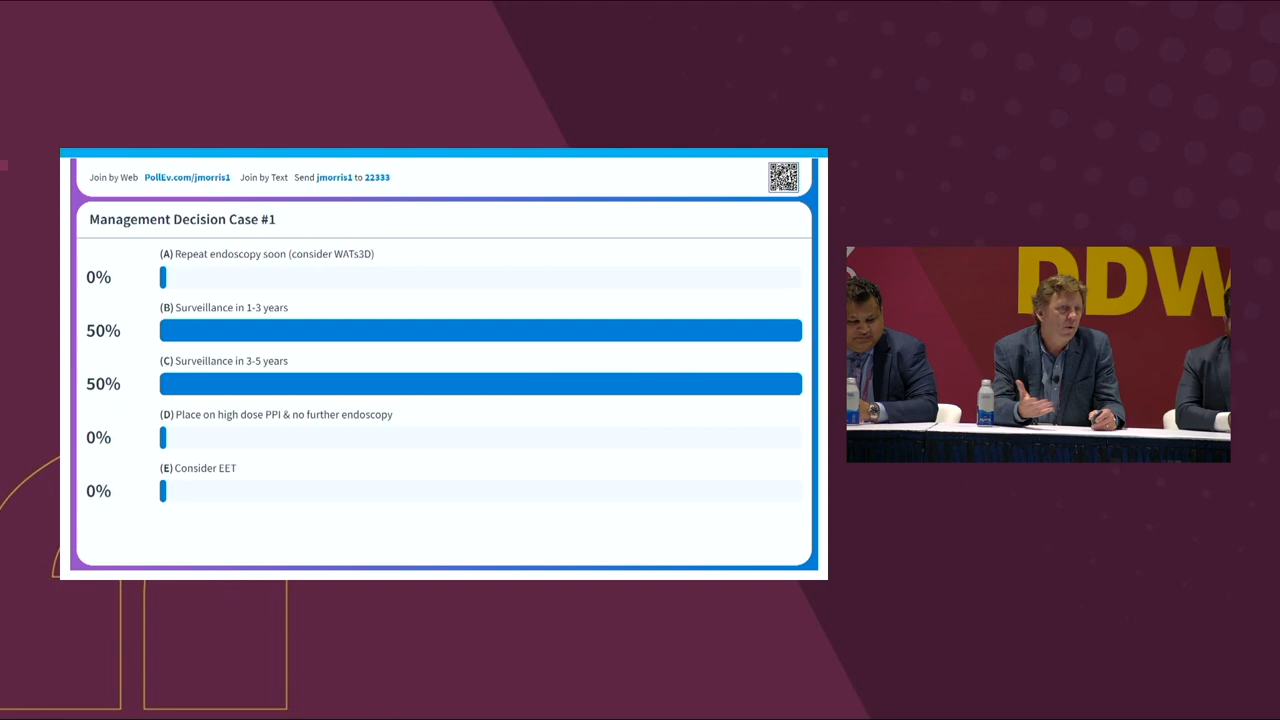 Join by Web PollEv.com/jmorris1 Join by Text Send jmorris1 to 22333
Management Decision Case #1
(A) Repeat endoscopy soon (consider WATs3D)
0%
(B) Surveillance in 1-3 years
50%
(C) Surveillance in 3-5 years
50%
(D) Place on high dose PPI & no further endoscopy
0%
(E) Consider EET
0%
DDW